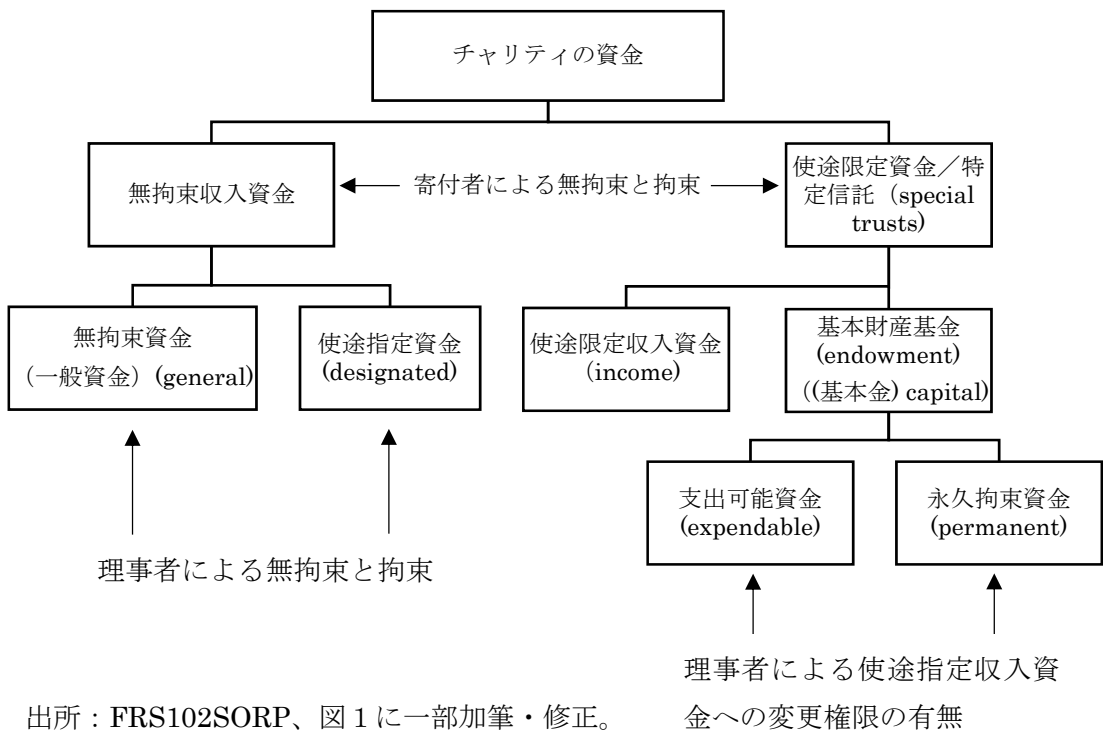 チャリティの資金
無拘束収入資金
寄付者による無拘束と拘束
使途限定資金／特
定信託（special
trusts)
無拘束資金
（一般資金）(general)
使途指定資金
(designated)
使途限定収入資金
（income)
基本財産基金
(endowment)
（(基本金) capital)
支出可能資金
(expendable)
永久拘束資金
(permanent)
理事者による無拘束と拘束
理事者による使途指定収入資
金への変更権限の有無
出所：FRS102SORP、図１に一部加筆・修正。